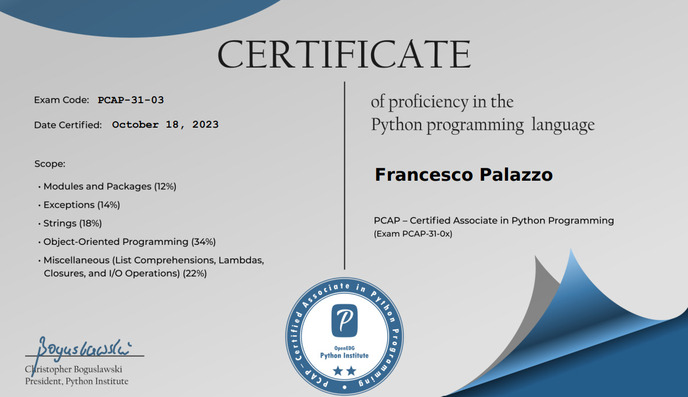 CERTIFICATE
Exam Code: PCAP-31-03
Date Certified: October 18, 2023
Scope:
• Modules and Packages (12%)
• Exceptions (14%)
• Strings (18%)
• Object-Oriented Programming (34%)
• Miscellaneous (List Comprehensions, Lambdas,
Closures, and I/O Operations) (22%)
of proficiency in the
Python programming language
Francesco Palazzo
PCAP – Certified Associate in Python Programming
(Exam PCAP-31-0x)
PCAP–Certified Associate in Python Programming
P
OpenEDG
Python Institute
Boguslawski
Christopher Boguslawski
President, Python Institute